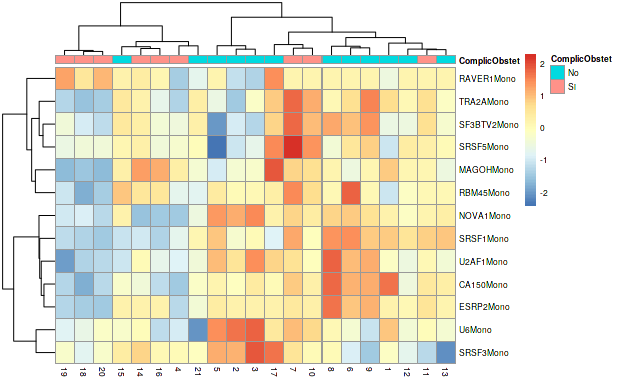 ComplicObstet
RAVER1Mono
TRA2AMono
SF3BTV2Mono
SRSF5Mono
MAGOHMono
RBM45Mono
NOVA1Mono
SRSF1Mono
U2AF1Mono
CA150Mono
ESRP2Mono
U6Mono
SRSF3Mono
19 18 20 15 14 16 4 21 5 2 3 17 7 10 8 6 9 1 12 11 13
2
1
0
-1
-2
ComplicObstet
No
Si